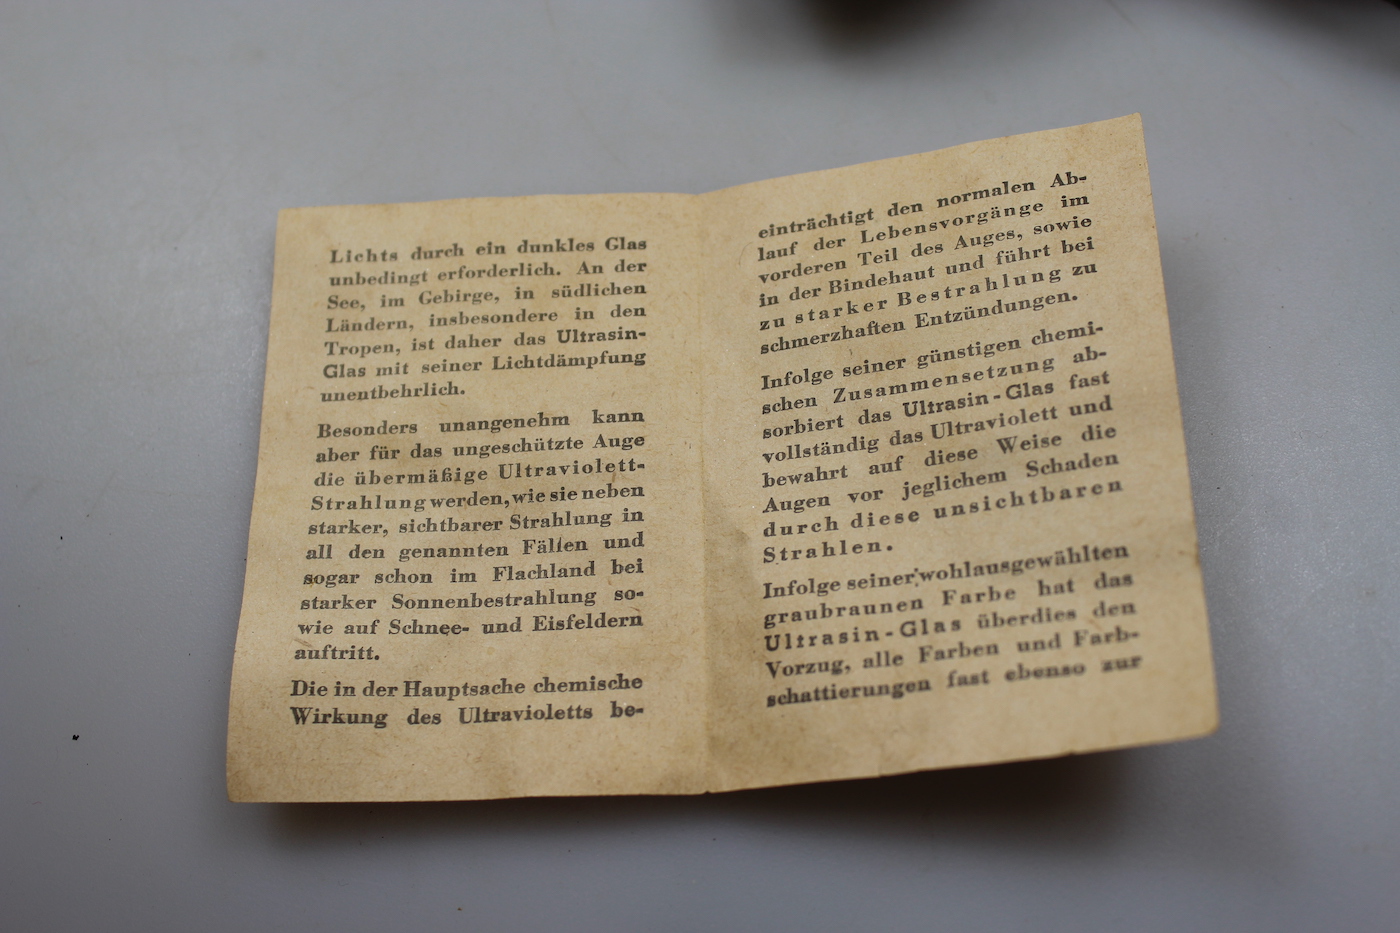 Lichts durch ein dunkles Glas
unbedingt erforderlich. An der
See, im Gebirge, in südlichen
Ländern, insbesondere in den
Tropen, ist daher das Ultrasin-
Glas mit seiner Lichtdämpfung
unentbehrlich.
Besonders unangenehm kann
aber für das ungeschützte Auge
die übermäßige Ultraviolett-
Strahlung werden, wie sie neben
starker, sichtbarer Strahlung in
all den genannten Fällen und
sogar schon im Flachland bei
starker Sonnenbestrahlung so-
wie auf Schnee- und Eisfeldern
auftritt.
Die in der Hauptsache chemische
Wirkung des Ultravioletts be-
einträchtigt den normalen Ab-
lauf der Lebensvorgänge im
vorderen Teil des Auges, sowie
in der Bindehaut und führt bei
zu starker Bestrahlung zu
schmerzhaften Entzündungen.
Infolge seiner günstigen chemi-
schen Zusammensetzung ab-
sorbiert das Ultrasin-Glas fast
vollständig das Ultraviolett und
bewahrt auf diese Weise die
Augen vor jeglichem Schaden
durch diese unsichtbaren
Strahlen.
Infolge seiner wohlausgewählten
graubraunen Farbe hat das
Ultrasin-Glas überdies den
Vorzug, alle Farben und Farb-
schattierungen fast ebenso zur